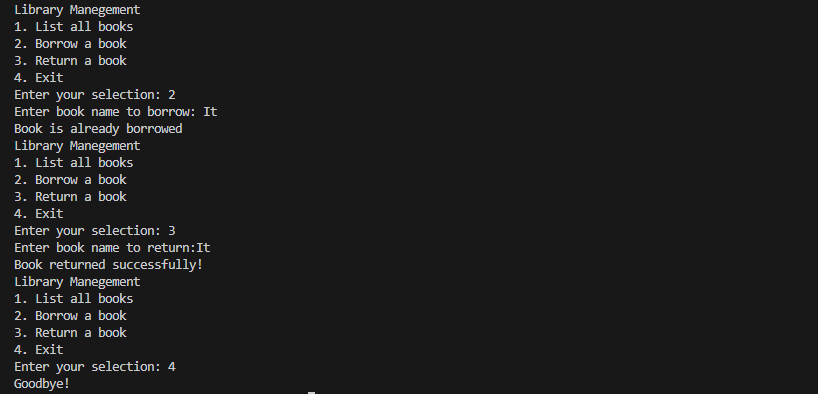 Library Manegement
1. List all books
2. Borrow a book
3. Return a book
4. Exit
Enter your selection: 2
Enter book name to borrow: It
Book is already borrowed
Library Manegement
1. List all books
2. Borrow a book
3. Return a book
4. Exit
Enter your selection: 3
Enter book name to return:It
Book returned successfully!
Library Manegement
1. List all books
2. Borrow a book
3. Return a book
4. Exit
Enter your selection: 4
Goodbye!